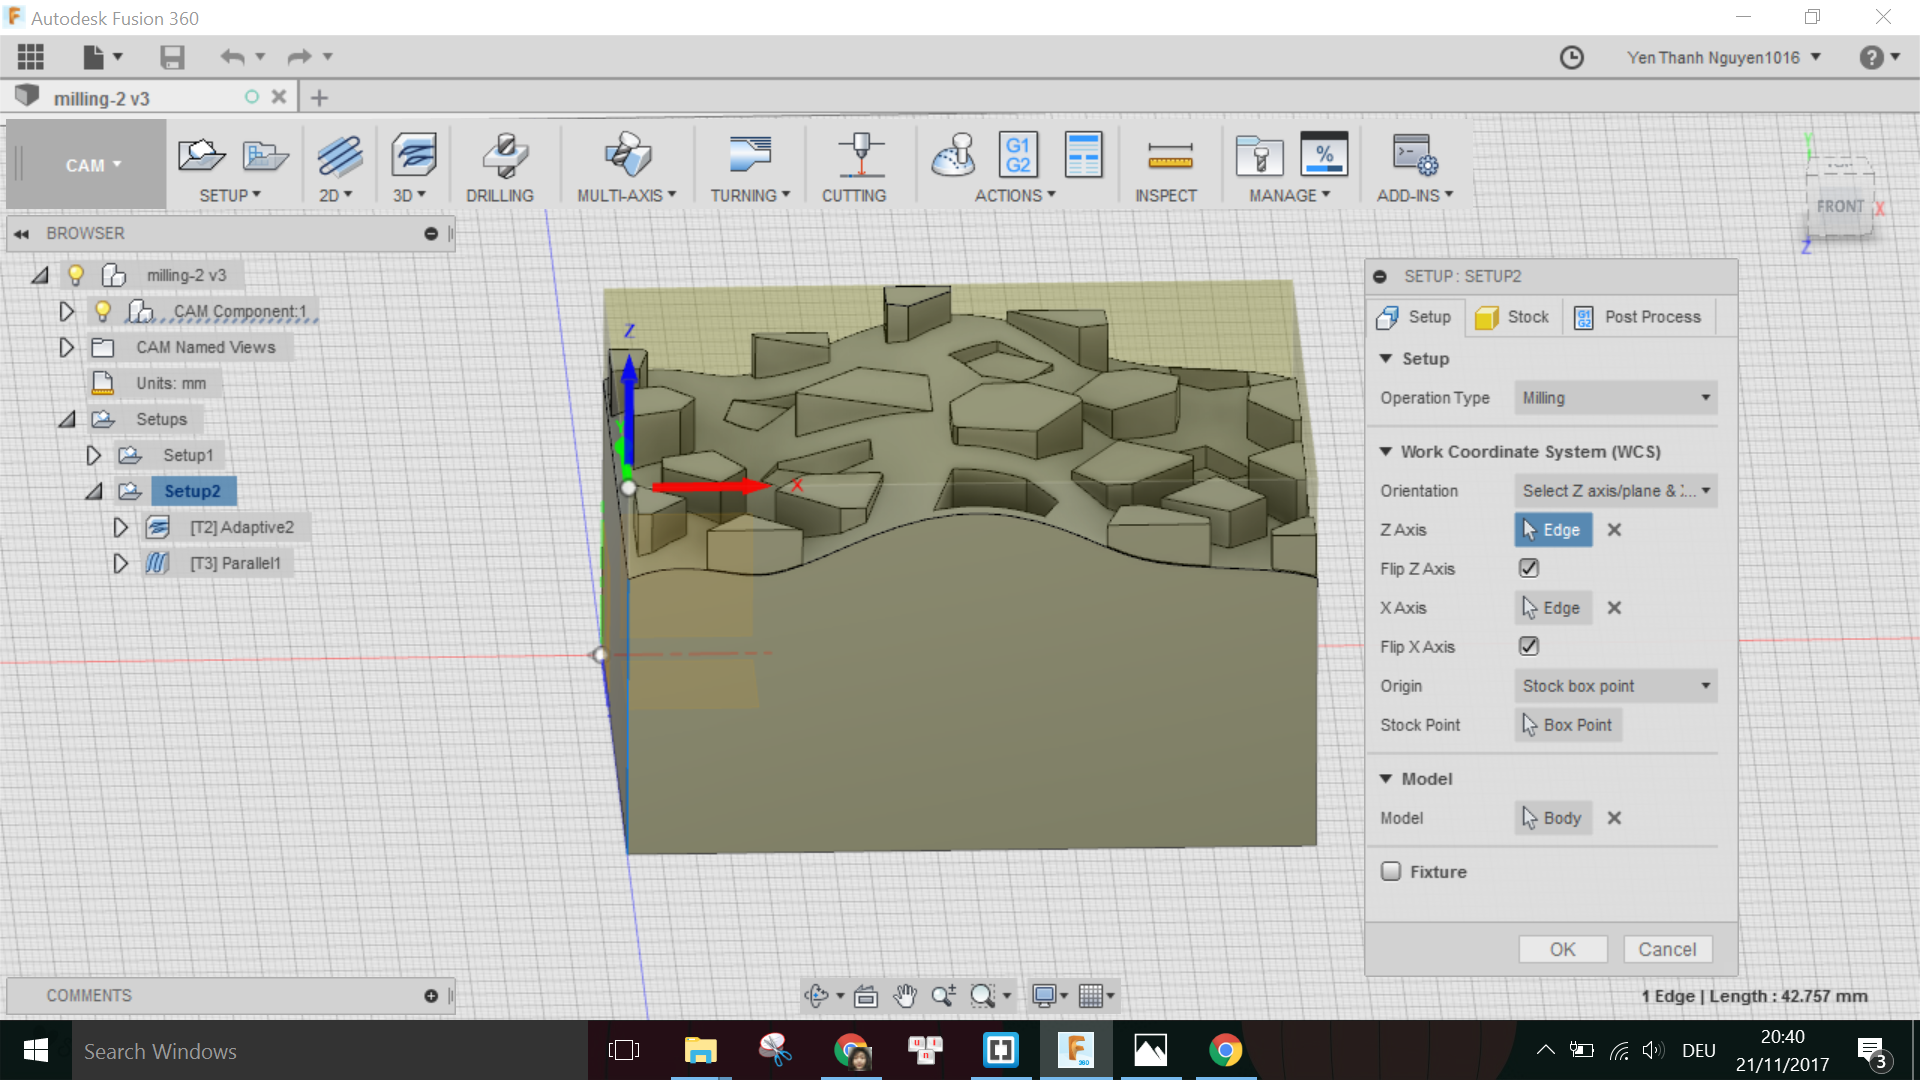 Autodesk Fusion 360
Yen Thanh Nguyen1016
milling-2 v3
CAM
SETUP
2D
3D
DRILLING
MULTI-AXIS
TURNING
CUTTING
G1
G2
ACTIONS
INSPECT
%
MANAGE
ADD-INS
FRONT
X
Y
Z
BROWSER
milling-2 v3
CAM Component:1
CAM Named Views
Units: mm
Setups
Setup1
Setup2
[T2] Adaptive2
[T3] Parallel1
Z
X
SETUP : SETUP2
Setup
Stock
G1
G2
Post Process
Setup
Operation Type
Milling
Work Coordinate System (WCS)
Orientation
Select Z axis/plane & ...
Z Axis
Edge
Flip Z Axis
X Axis
Edge
Flip X Axis
Origin
Stock box point
Stock Point
Box Point
Model
Model
Body
Fixture
OK
Cancel
COMMENTS
1 Edge | Length : 42.757 mm
Search Windows
u
i
n
F
360
DEU
20:40
21/11/2017
3